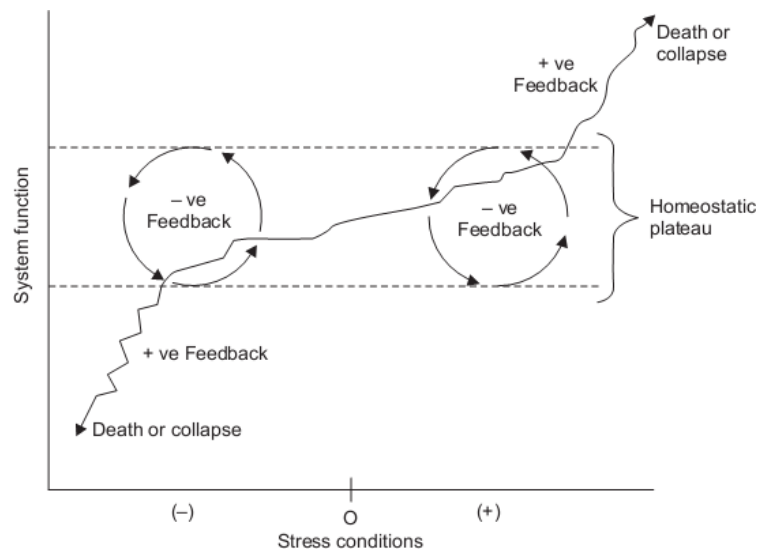 Death or
collapse
+ ve
Feedback
– ve
Feedback
– ve
Feedback
Homeostatic
plateau
System function
+ ve Feedback
Death or collapse
(–)
O
(+)
Stress conditions